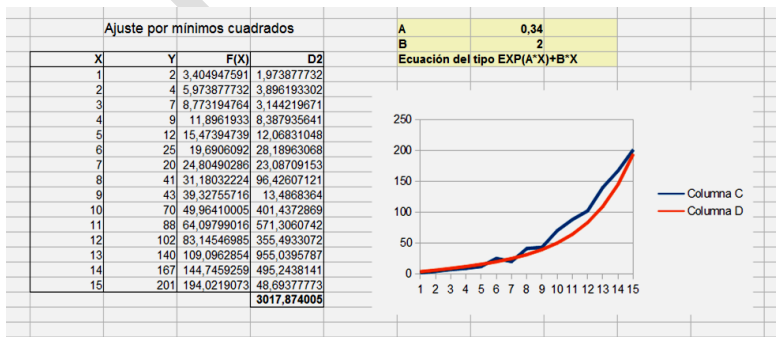 Ajuste por mínimos cuadrados
A 0,34
B 2
X Y F(X) D2 Ecuación del tipo EXP(A*X)+B*X
1 2 3,404947591 1,973877732
2 4 5,973877732 3,896193302
3 7 8,773194764 3,144219671
4 9 11,8961933 8,387935641
5 12 15,47394739 12,06831048
6 25 19,6906092 28,18963068
7 20 24,80490286 23,08709153
8 41 31,18032224 96,42607121
9 43 39,32755716 13,4868364
10 70 49,96410005 401,4372869
11 88 64,09799016 571,3060742
12 102 83,14546985 355,4933072
13 140 109,0962854 955,0395787
14 167 144,7459259 495,2438141
15 201 194,0219073 48,69377773
3017,874005
250
200
150
100
50
0
1 2 3 4 5 6 7 8 9 10 11 12 13 14 15
Columna C
Columna D